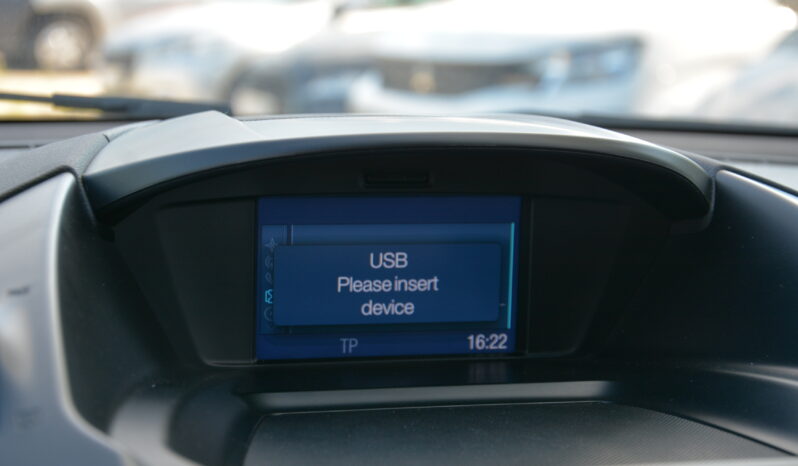 USB
Please insert
device
TP 16:22